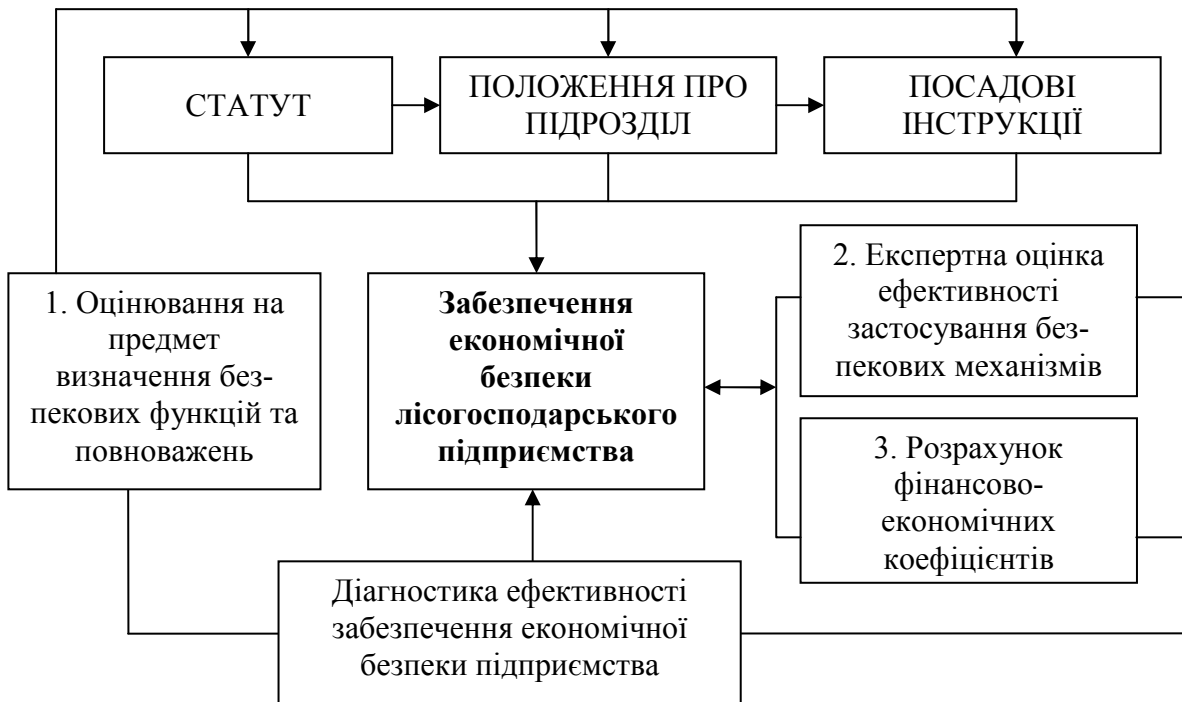 СТАТУТ
ПОЛОЖЕННЯ ПРО
ПІДРОЗДІЛ
ПОСАДОВІ
ІНСТРУКЦІЇ
1. Оцінювання на
предмет
визначення без-
пекових функцій та
повноважень
Забезпечення
економічної
безпеки
лісогосподарського
підприємства
2. Експертна оцінка
ефективності
застосування без-
пекових механізмів
3. Розрахунок
фінансово-
економічних
коефіцієнтів
Діагностика ефективності
забезпечення економічної
безпеки підприємства